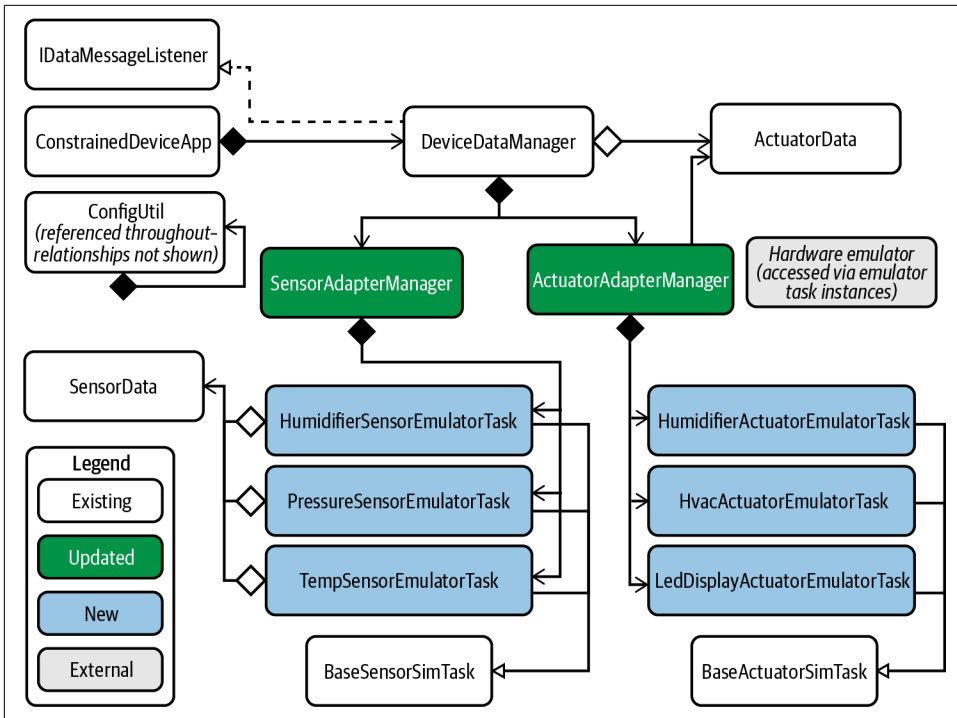 IDataMessageListener
ConstrainedDeviceApp
DeviceDataManager
ActuatorData
ConfigUtil
(referenced throughout–
relationships not shown)
SensorAdapterManager
ActuatorAdapterManager
Hardware emulator
(accessed via emulator
task instances)
SensorData
HumidifierSensorEmulatorTask
HumidifierActuatorEmulatorTask
PressureSensorEmulatorTask
HvacActuatorEmulatorTask
TempSensorEmulatorTask
LedDisplayActuatorEmulatorTask
BaseSensorSimTask
BaseActuatorSimTask
Legend
Existing
Updated
New
External